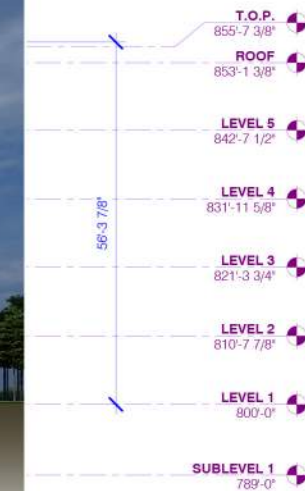 T.O.P.
855'-7 3/8"
ROOF
853'-1 3/8"
LEVEL 5
842'-7 1/2"
LEVEL 4
831'-11 5/8"
56'-3 7/8"
LEVEL 3
821'-3 3/4"
LEVEL 2
810'-7 7/8"
LEVEL 1
800'-0"
SUBLEVEL 1
789'-0"